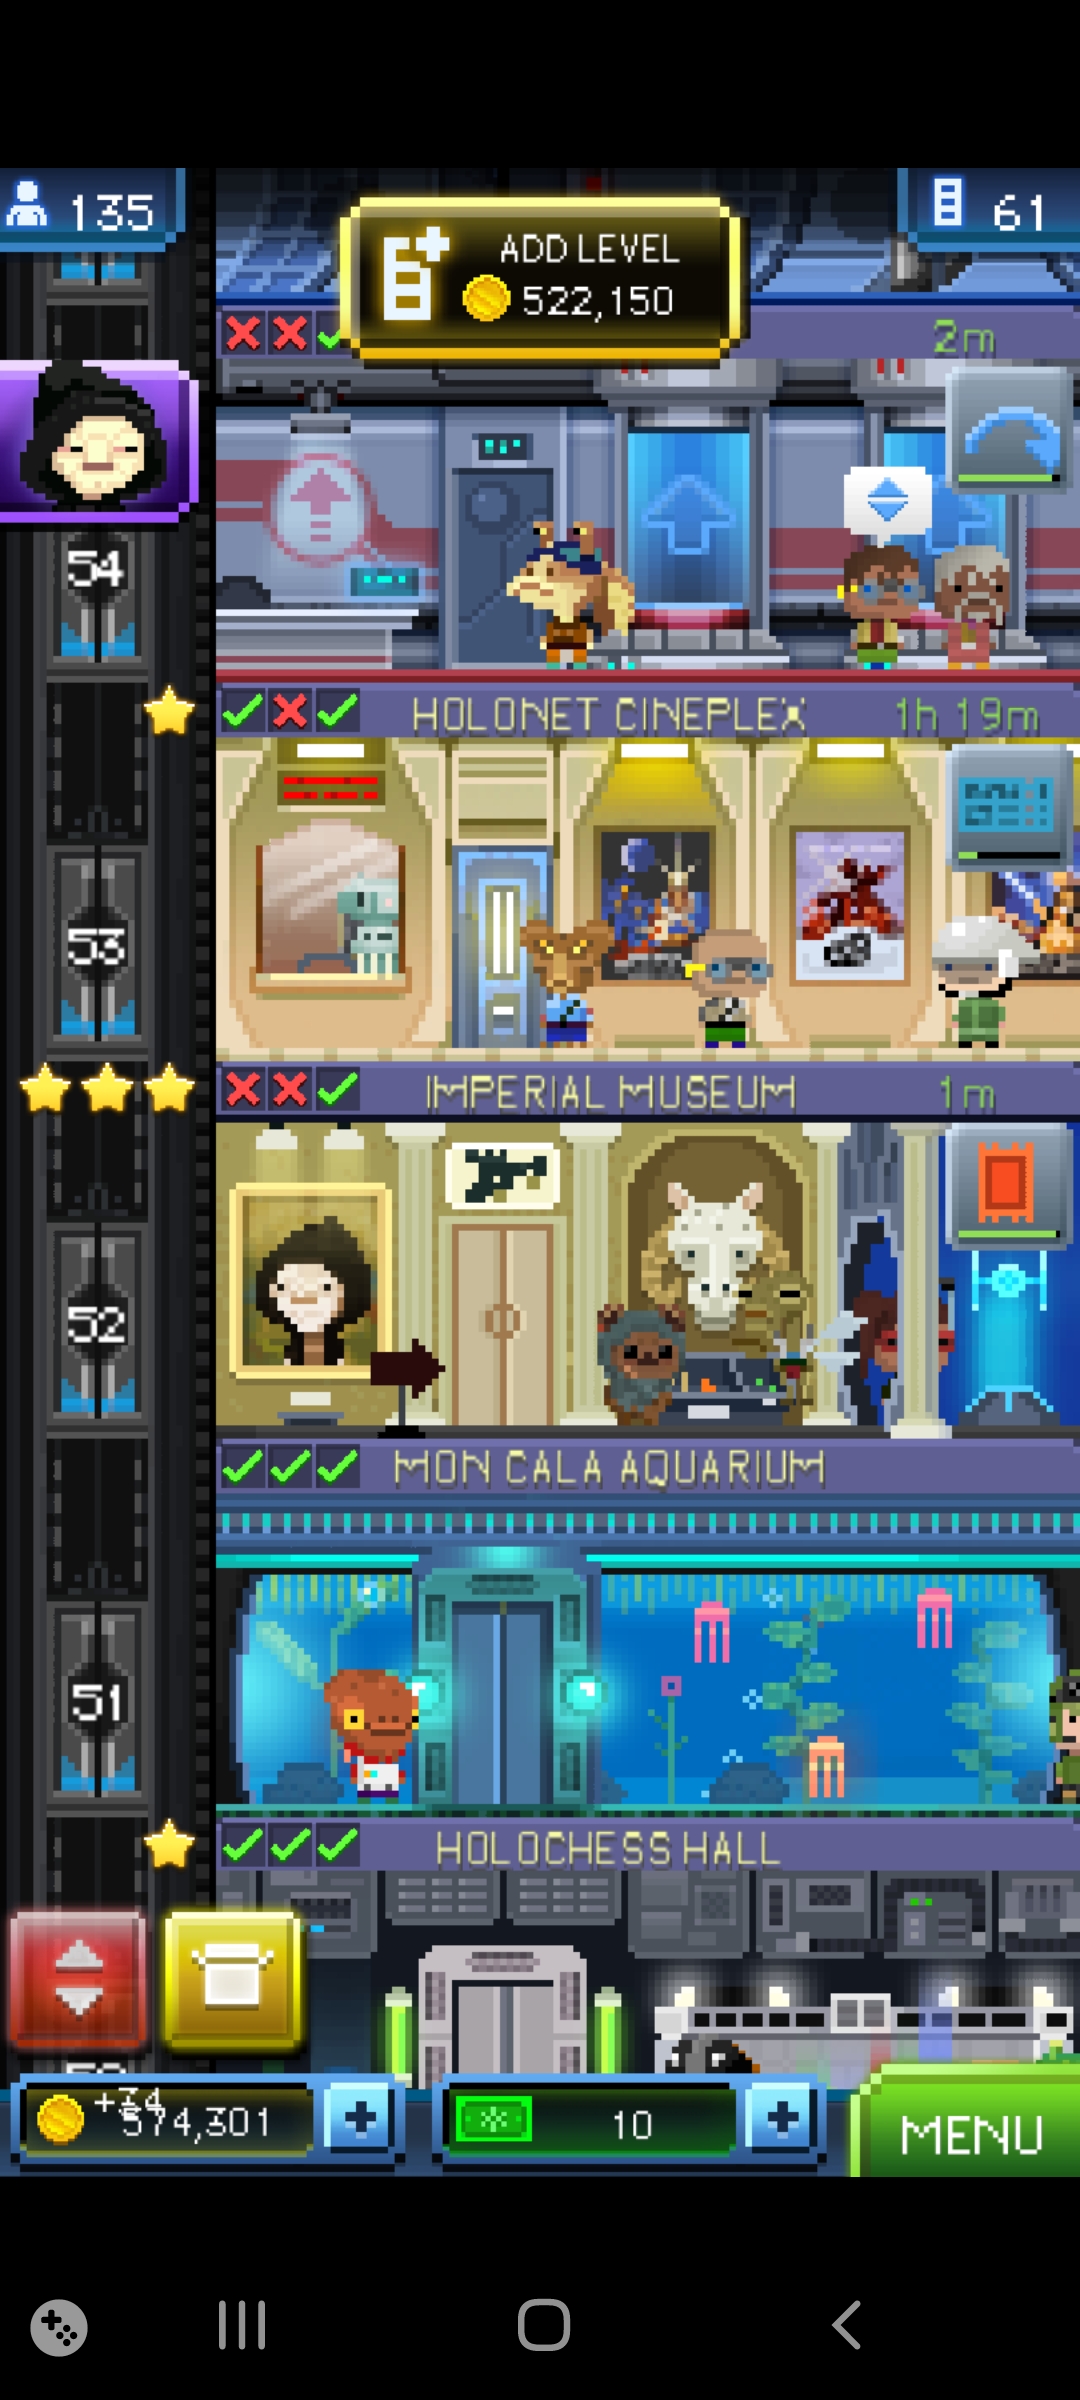 135
ADD LEVEL
522,150
61
2m
54
HOLONET CINEPLEX 1h 19m
53
IMPERIAL MUSEUM 1m
52
MON CALA AQUARIUM
51
HOLOCHESS HALL
+34
574,301
10
MENU